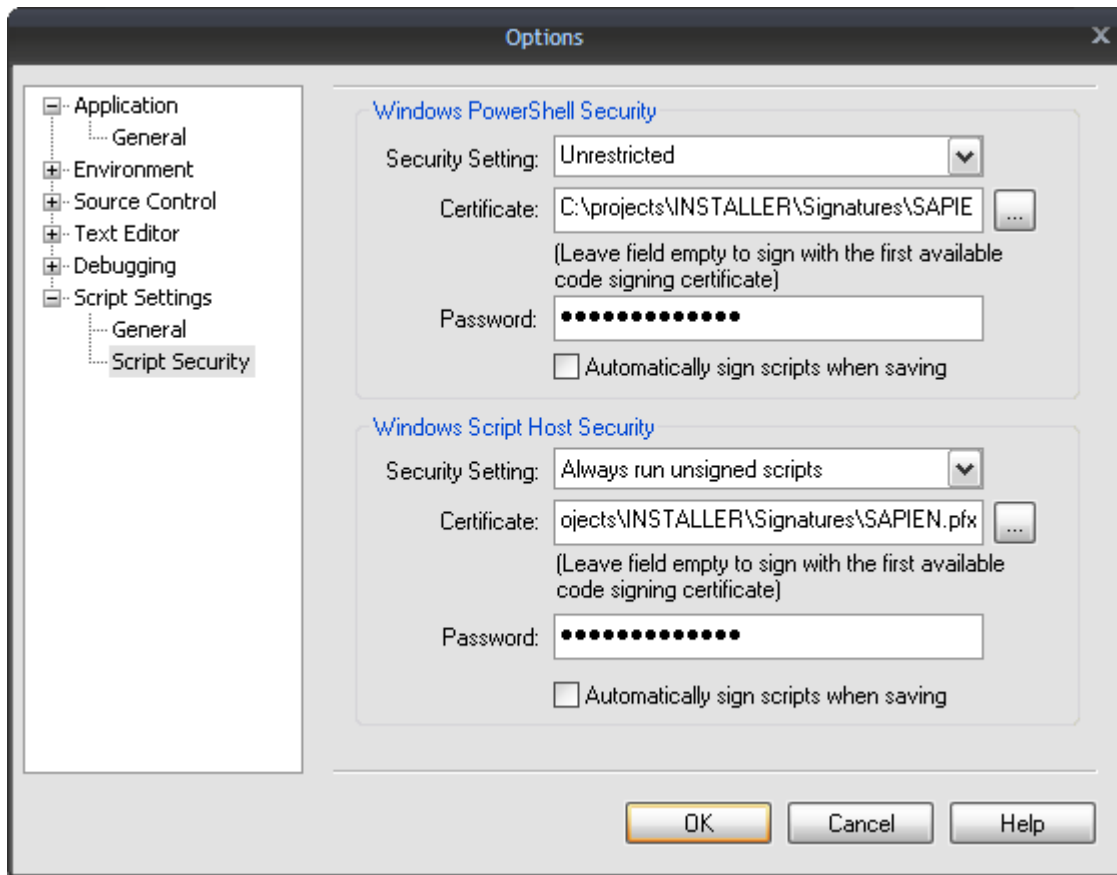 Options
X
Application
General
Environment
Source Control
Text Editor
Debugging
Script Settings
General
Script Security
Windows PowerShell Security
Security Setting: Unrestricted
Certificate: C:\projects\INSTALLER\Signatures\SAPIE ...
(Leave field empty to sign with the first available
code signing certificate)
Password: •••••••••••••
Automatically sign scripts when saving
Windows Script Host Security
Security Setting: Always run unsigned scripts
Certificate: ojects\INSTALLER\Signatures\SAPIEN.pfx ...
(Leave field empty to sign with the first available
code signing certificate)
Password: •••••••••••••
Automatically sign scripts when saving
OK Cancel Help